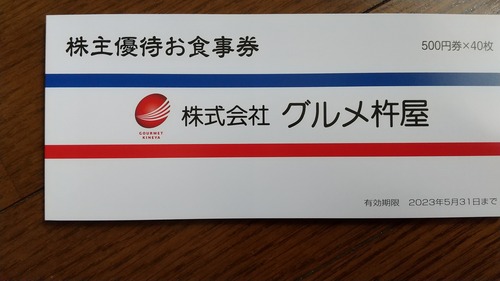 株主優待お食事券
500円券×40枚
株式会社 グルメ杵屋
GOURMET
KINEYA
有効期限 2023年5月31日まで